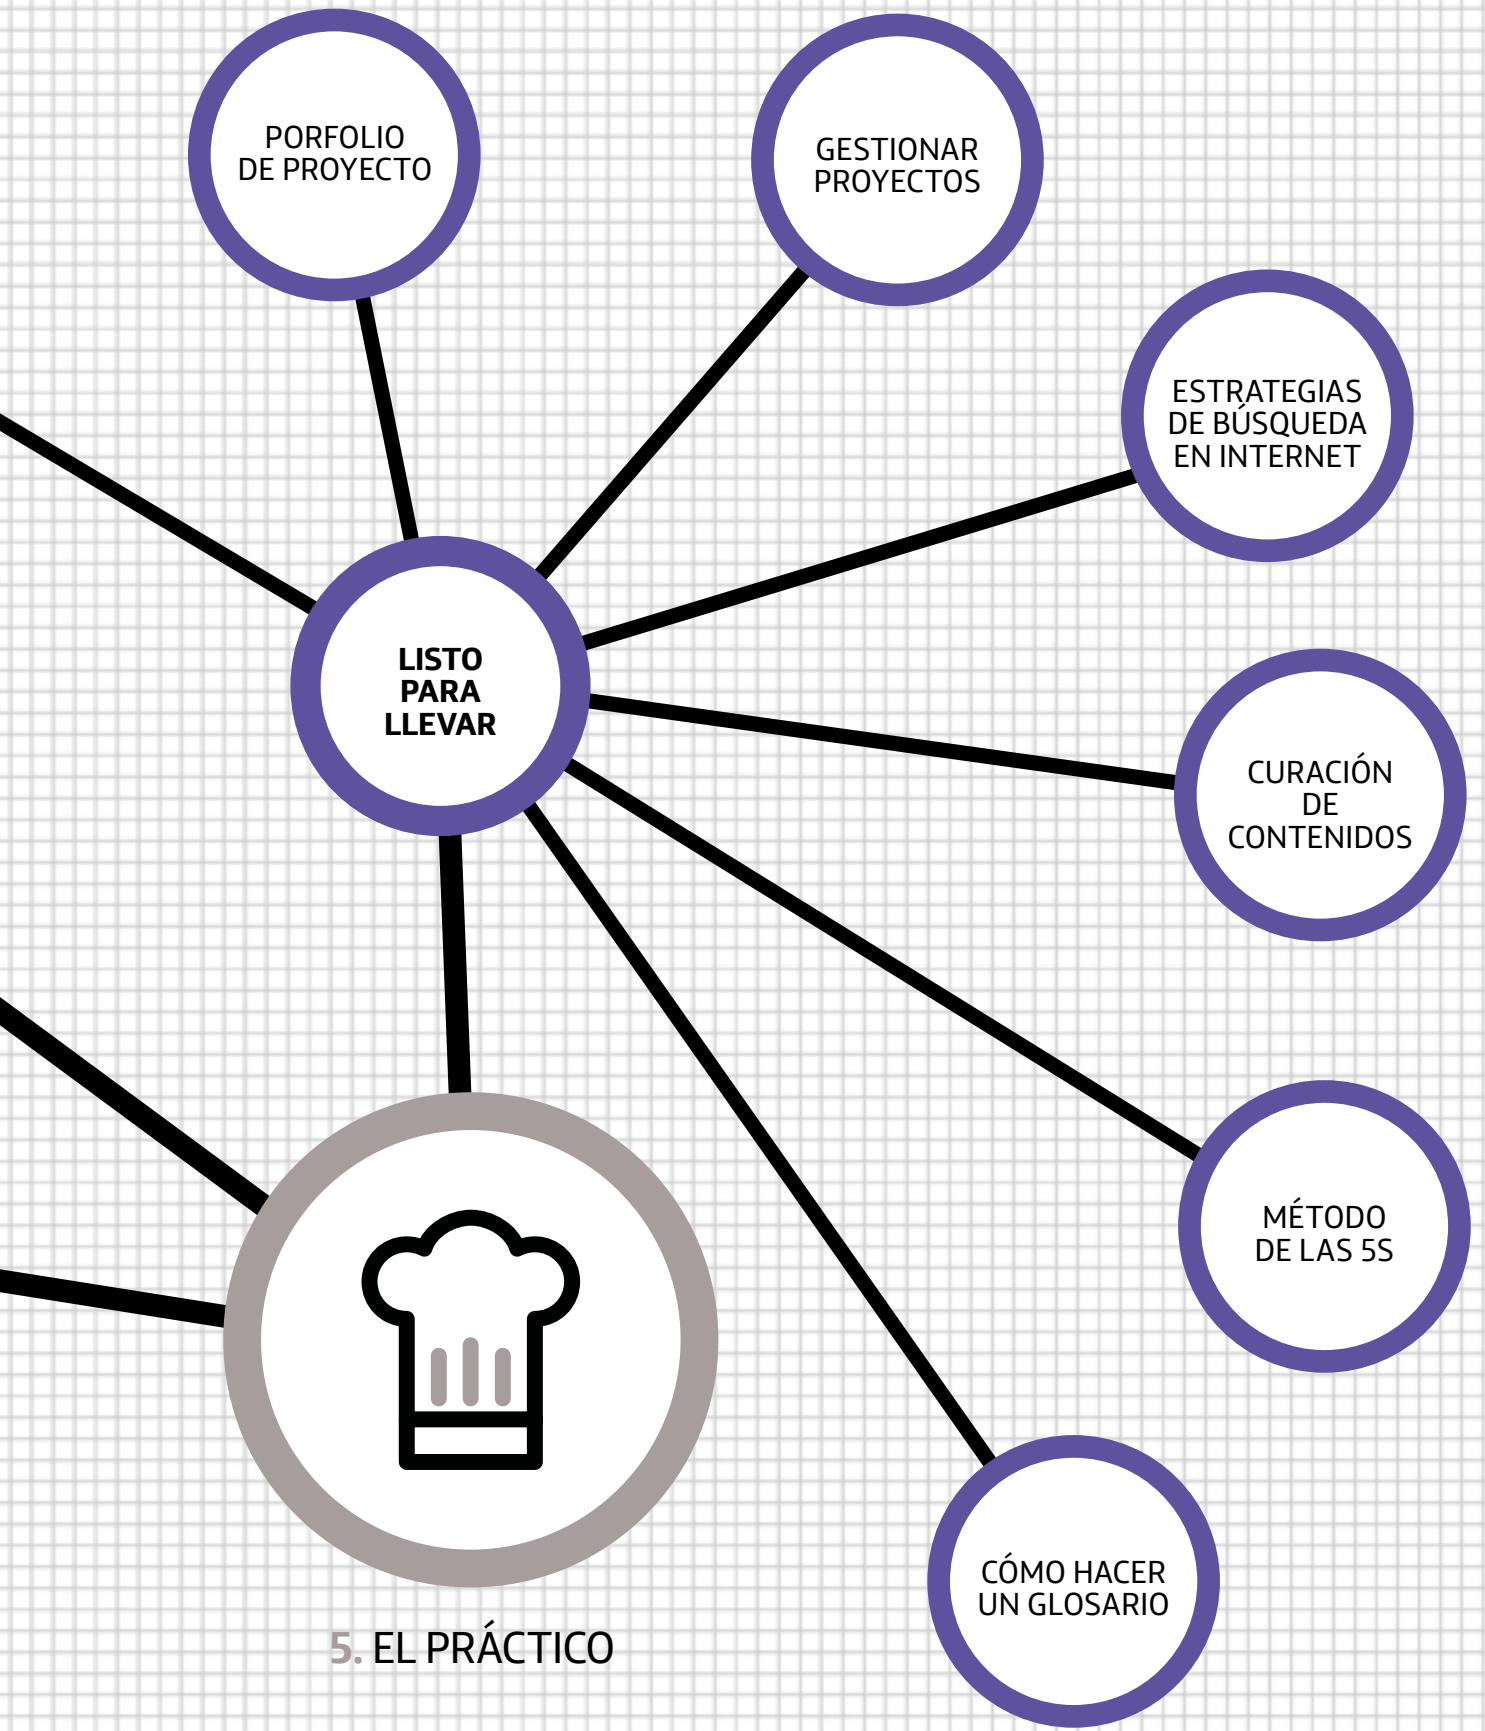 PORFOLIO
DE PROYECTO
GESTIONAR
PROYECTOS
ESTRATEGIAS
DE BÚSQUEDA
EN INTERNET
LISTO
PARA
LLEVAR
CURACIÓN
DE
CONTENIDOS
MÉTODO
DE LAS 5S
CÓMO HACER
UN GLOSARIO
5. EL PRÁCTICO